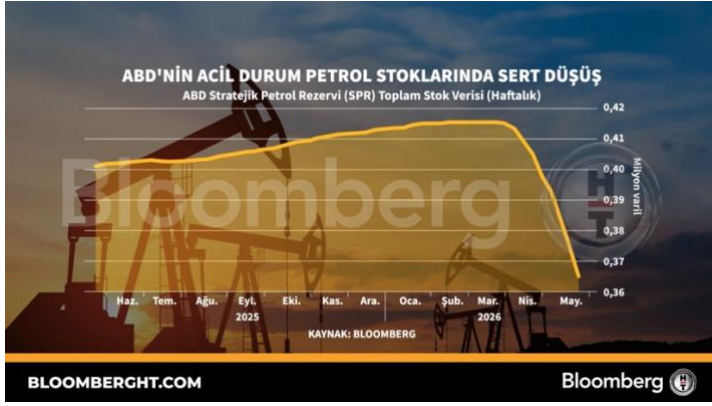 ABD'NİN ACİL DURUM PETROL STOKLARINDA SERT DÜŞÜŞ
ABD Stratejik Petrol Rezervi (SPR) Toplam Stok Verisi (Haftalık)
0,42
0,41
0,40
0,39
0,38
0,37
0,36
Milyon varil
Bloomberg
HT
Haz. Tem. Ağu. Eyl. Eki. Kas. Ara. Oca. Şub. Mar. Nis. May.
2025 2026
KAYNAK: BLOOMBERG
BLOOMBERGHT.COM
Bloomberg HT